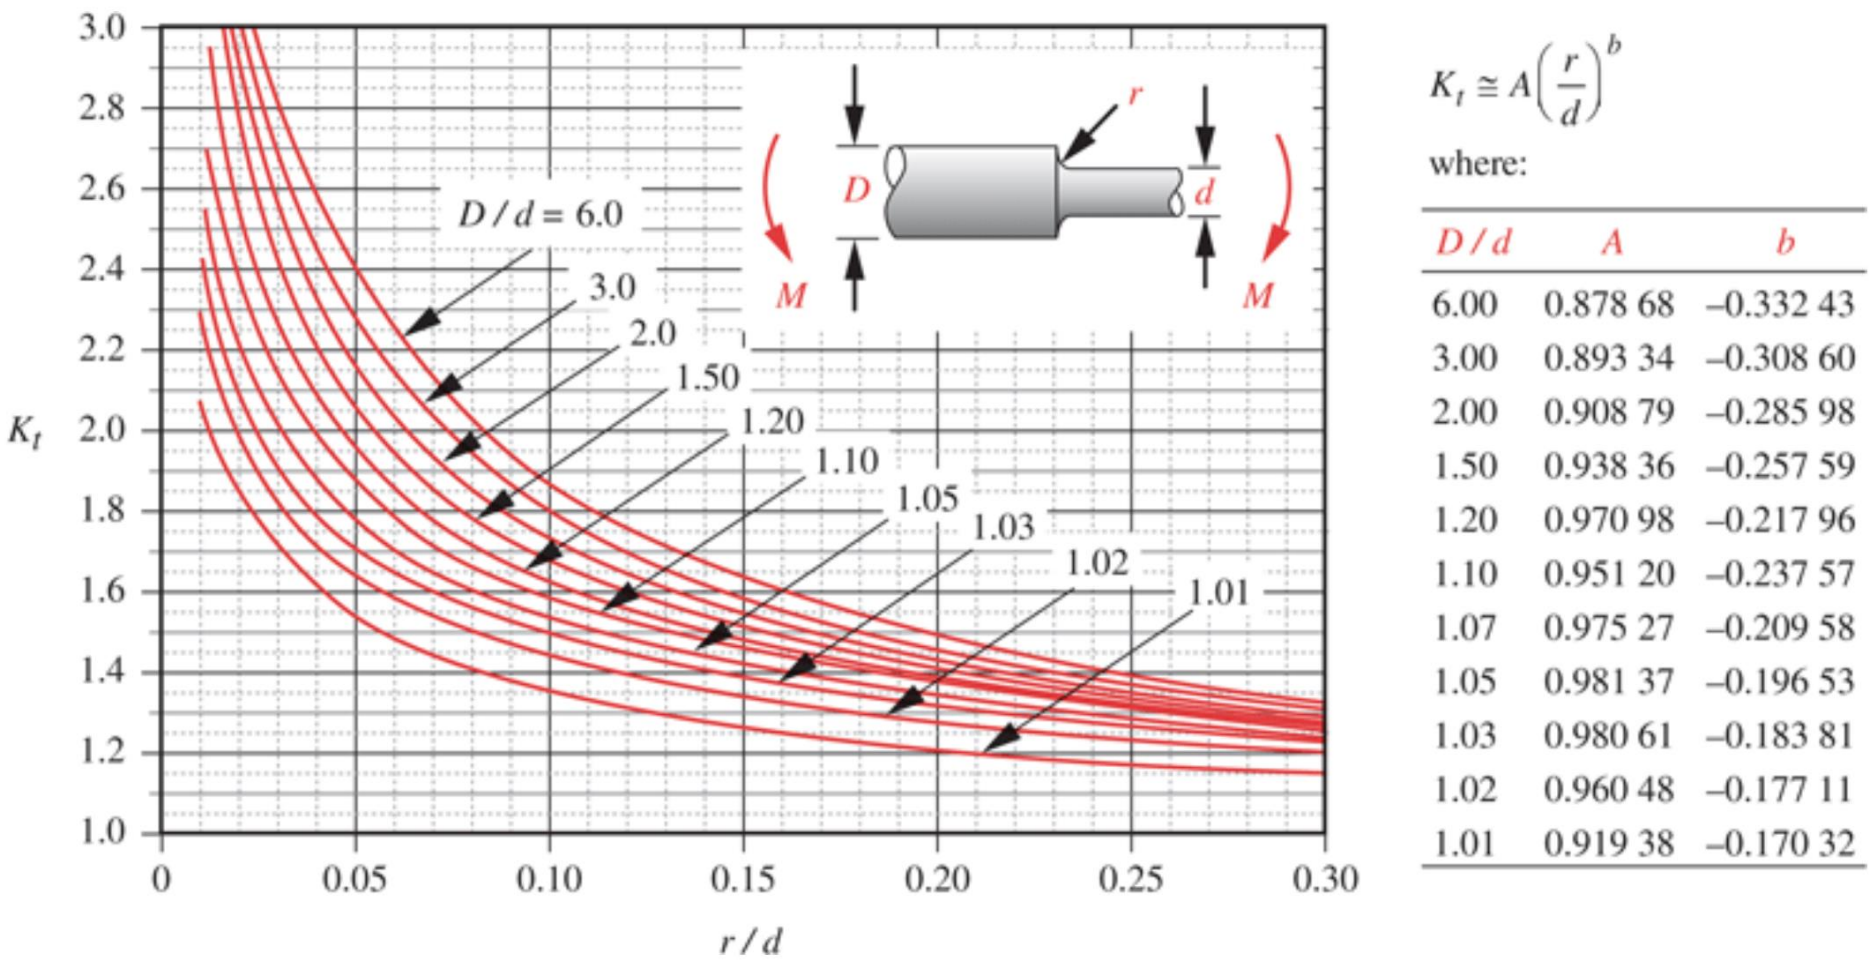 3.0
2.8
2.6
2.4
2.2
2.0
1.8
1.6
1.4
1.2
1.0
K_t
0
0.05
0.10
0.15
0.20
0.25
0.30
r / d
D / d = 6.0
3.0
2.0
1.50
1.20
1.10
1.05
1.03
1.02
1.01
D
r
d
M
M
K_t ≅ A(r/d)^b
where:
D / d A b
6.00 0.878 68 –0.332 43
3.00 0.893 34 –0.308 60
2.00 0.908 79 –0.285 98
1.50 0.938 36 –0.257 59
1.20 0.970 98 –0.217 96
1.10 0.951 20 –0.237 57
1.07 0.975 27 –0.209 58
1.05 0.981 37 –0.196 53
1.03 0.980 61 –0.183 81
1.02 0.960 48 –0.177 11
1.01 0.919 38 –0.170 32